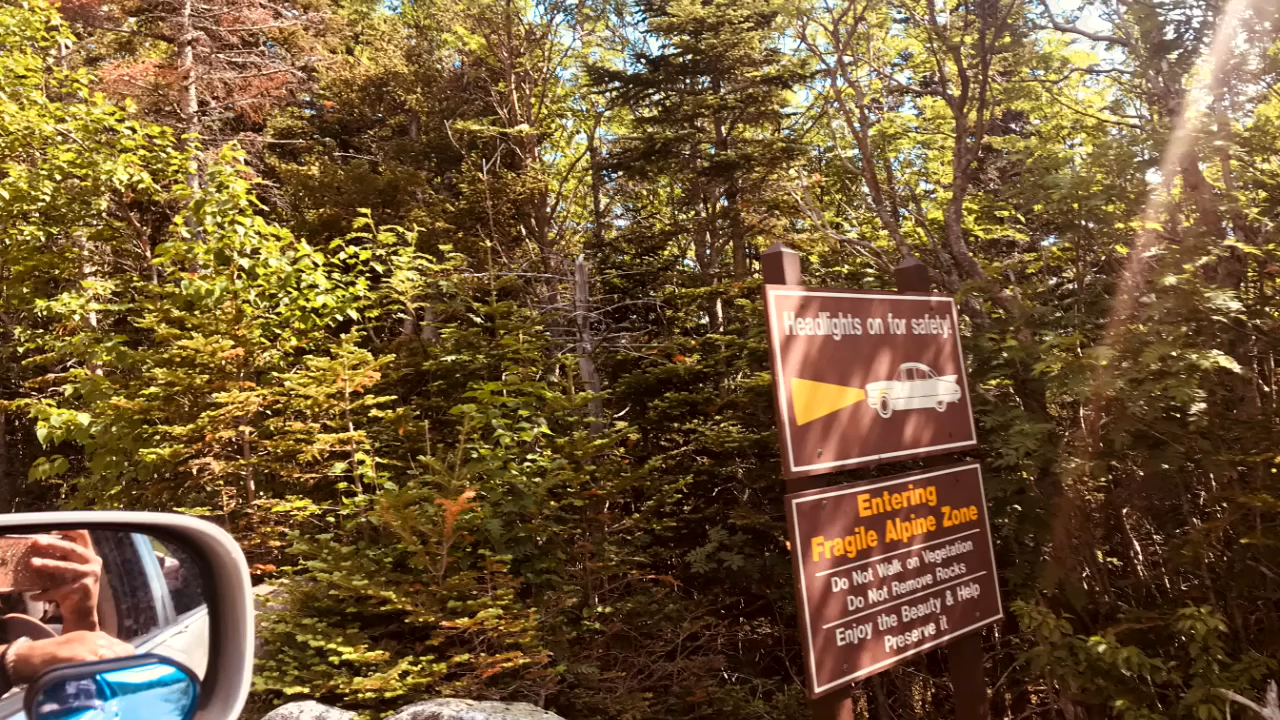 Headlights on for safety!
Entering
Fragile Alpine Zone
Do Not Walk on Vegetation
Do Not Remove Rocks
Enjoy the Beauty & Help
Preserve it